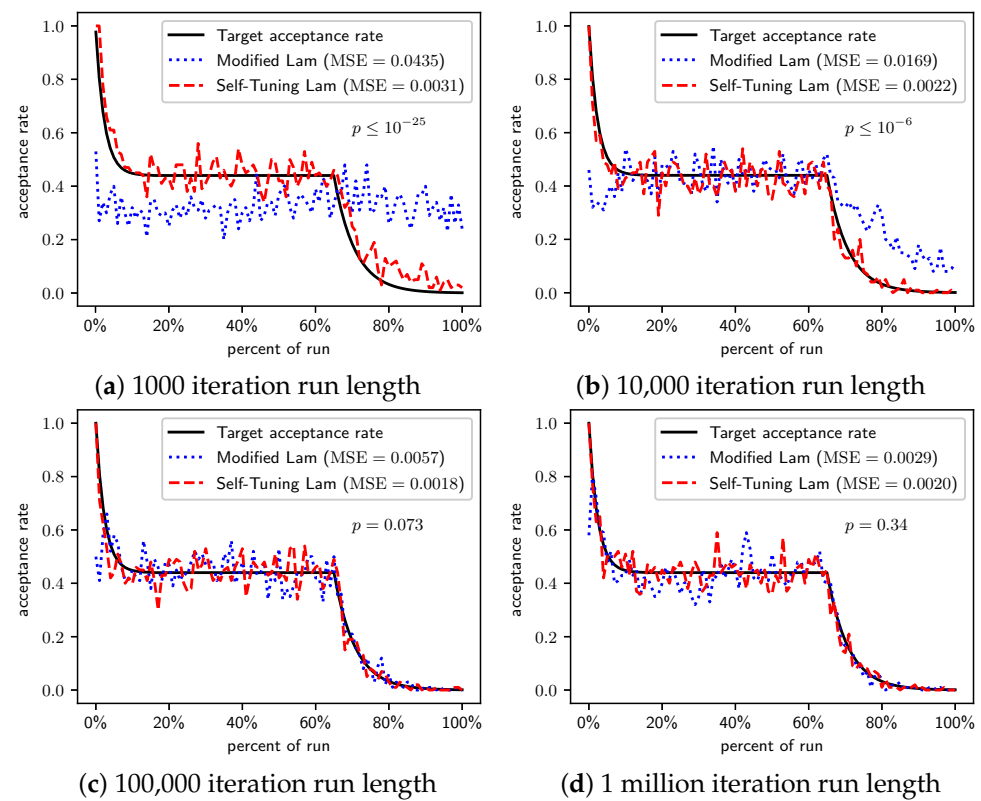 1.0
0.8
0.6
0.4
0.2
0.0
acceptance rate
Target acceptance rate
Modified Lam (MSE = 0.0435)
Self-Tuning Lam (MSE = 0.0031)
p ≤ 10⁻²⁵
0% 20% 40% 60% 80% 100%
percent of run
(a) 1000 iteration run length
1.0
0.8
0.6
0.4
0.2
0.0
acceptance rate
Target acceptance rate
Modified Lam (MSE = 0.0169)
Self-Tuning Lam (MSE = 0.0022)
p ≤ 10⁻⁶
0% 20% 40% 60% 80% 100%
percent of run
(b) 10,000 iteration run length
1.0
0.8
0.6
0.4
0.2
0.0
acceptance rate
Target acceptance rate
Modified Lam (MSE = 0.0057)
Self-Tuning Lam (MSE = 0.0018)
p = 0.073
0% 20% 40% 60% 80% 100%
percent of run
(c) 100,000 iteration run length
1.0
0.8
0.6
0.4
0.2
0.0
acceptance rate
Target acceptance rate
Modified Lam (MSE = 0.0029)
Self-Tuning Lam (MSE = 0.0020)
p = 0.34
0% 20% 40% 60% 80% 100%
percent of run
(d) 1 million iteration run length